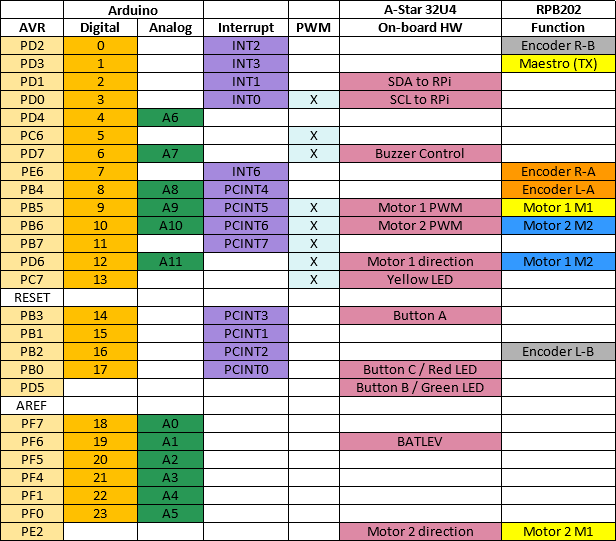 Arduino A-Star 32U4 RPB202
AVR Digital Analog Interrupt PWM On-board HW Function
PD2 0 INT2 Encoder R-B
PD3 1 INT3 Maestro (TX)
PD1 2 INT1 SDA to RPi
PD0 3 INT0 X SCL to RPi
PD4 4 A6
PC6 5 X
PD7 6 A7 X Buzzer Control
PE6 7 INT6 Encoder R-A
PB4 8 A8 PCINT4 Encoder L-A
PB5 9 A9 PCINT5 X Motor 1 PWM Motor 1 M1
PB6 10 A10 PCINT6 X Motor 2 PWM Motor 2 M2
PB7 11 PCINT7 X
PD6 12 A11 X Motor 1 direction Motor 1 M2
PC7 13 X Yellow LED
RESET
PB3 14 PCINT3 Button A
PB1 15 PCINT1
PB2 16 PCINT2 Encoder L-B
PB0 17 PCINT0 Button C / Red LED
PD5 Button B / Green LED
AREF
PF7 18 A0
PF6 19 A1 BATLEV
PF5 20 A2
PF4 21 A3
PF1 22 A4
PF0 23 A5
PE2 Motor 2 direction Motor 2 M1